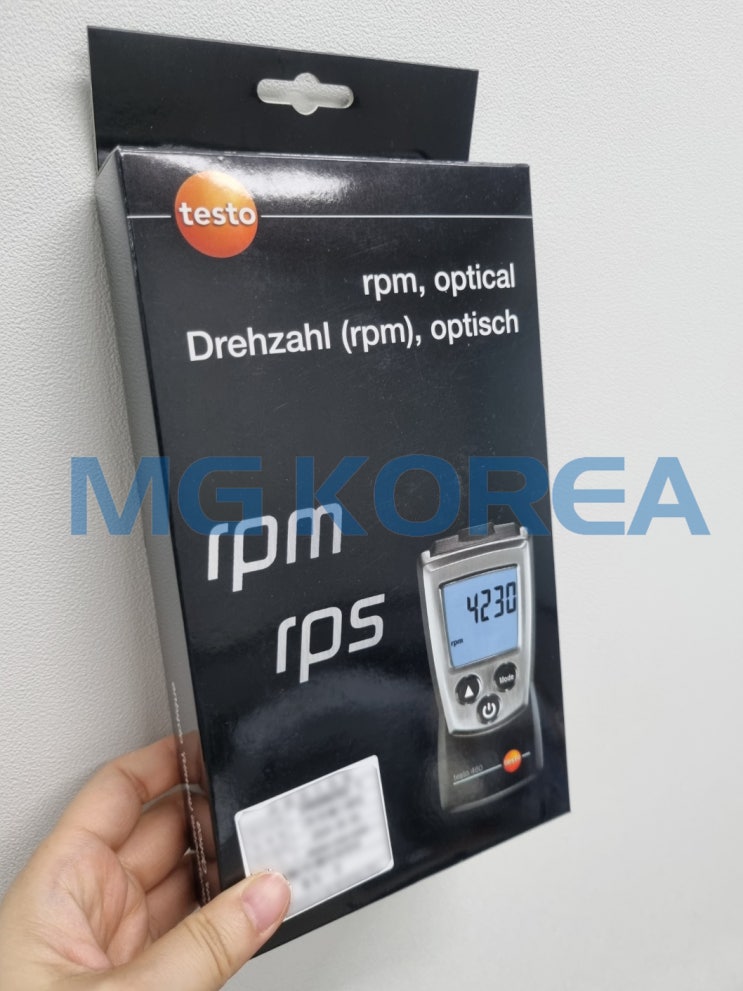 testo
rpm, optical
Drehzahl (rpm), optisch
MG KOREA
rpm
rps
4230
rpm
Mode
testo